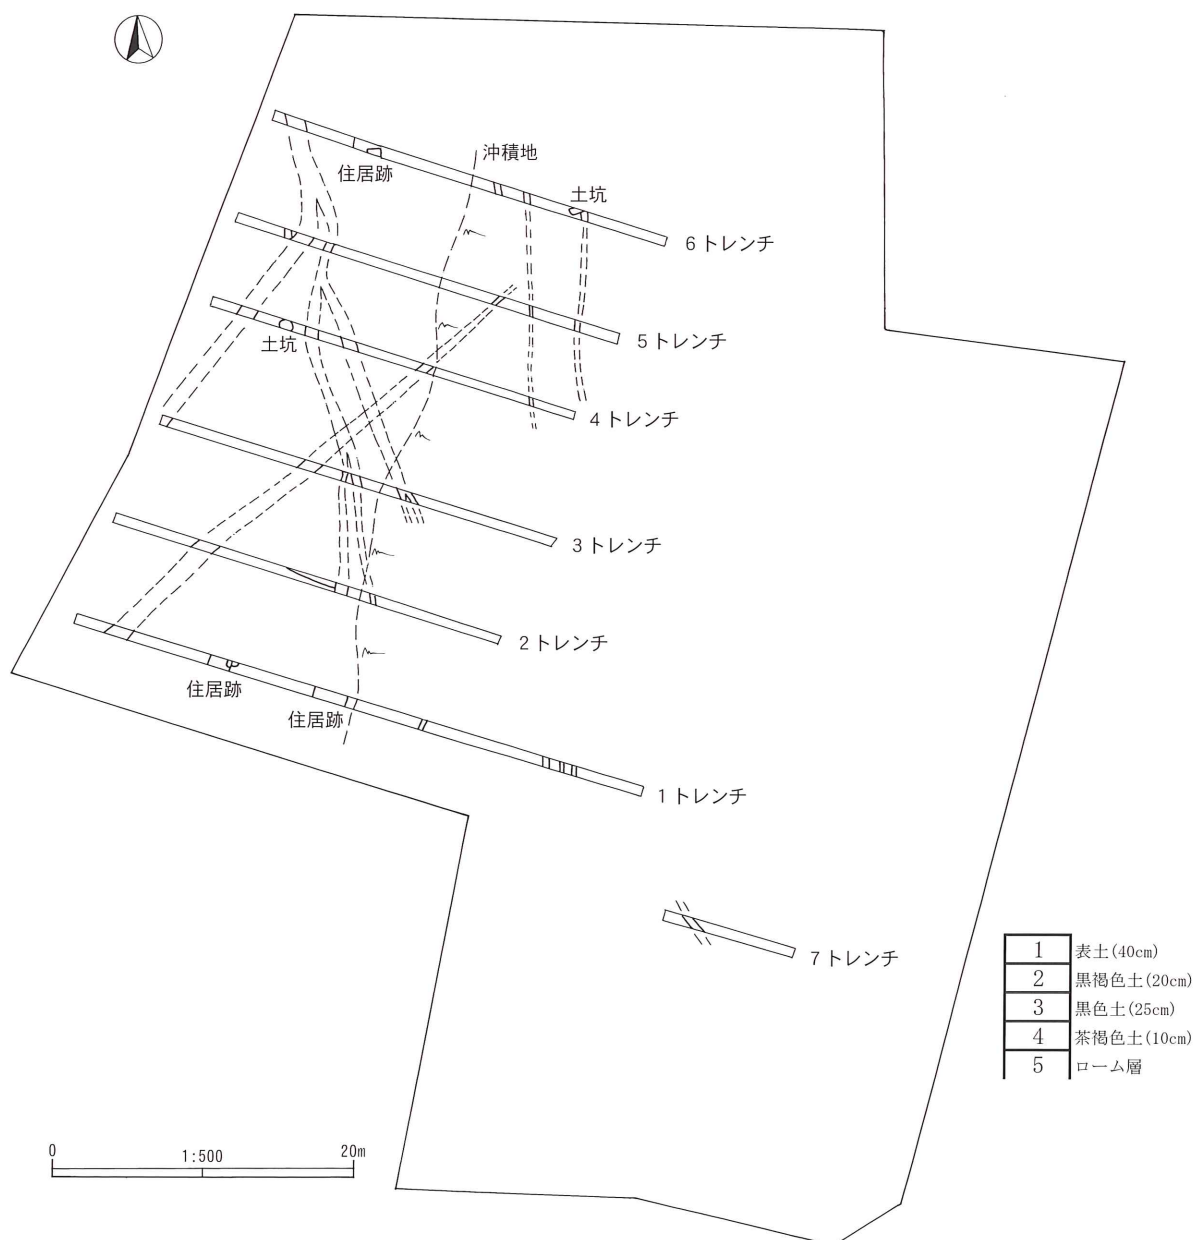 沖積地
住居跡
土坑
6トレンチ
5トレンチ
土坑
4トレンチ
3トレンチ
2トレンチ
住居跡
住居跡
1トレンチ
7トレンチ
1 表土(40cm)
2 黒褐色土(20cm)
3 黒色土(25cm)
4 茶褐色土(10cm)
5 ローム層
0 1:500 20m